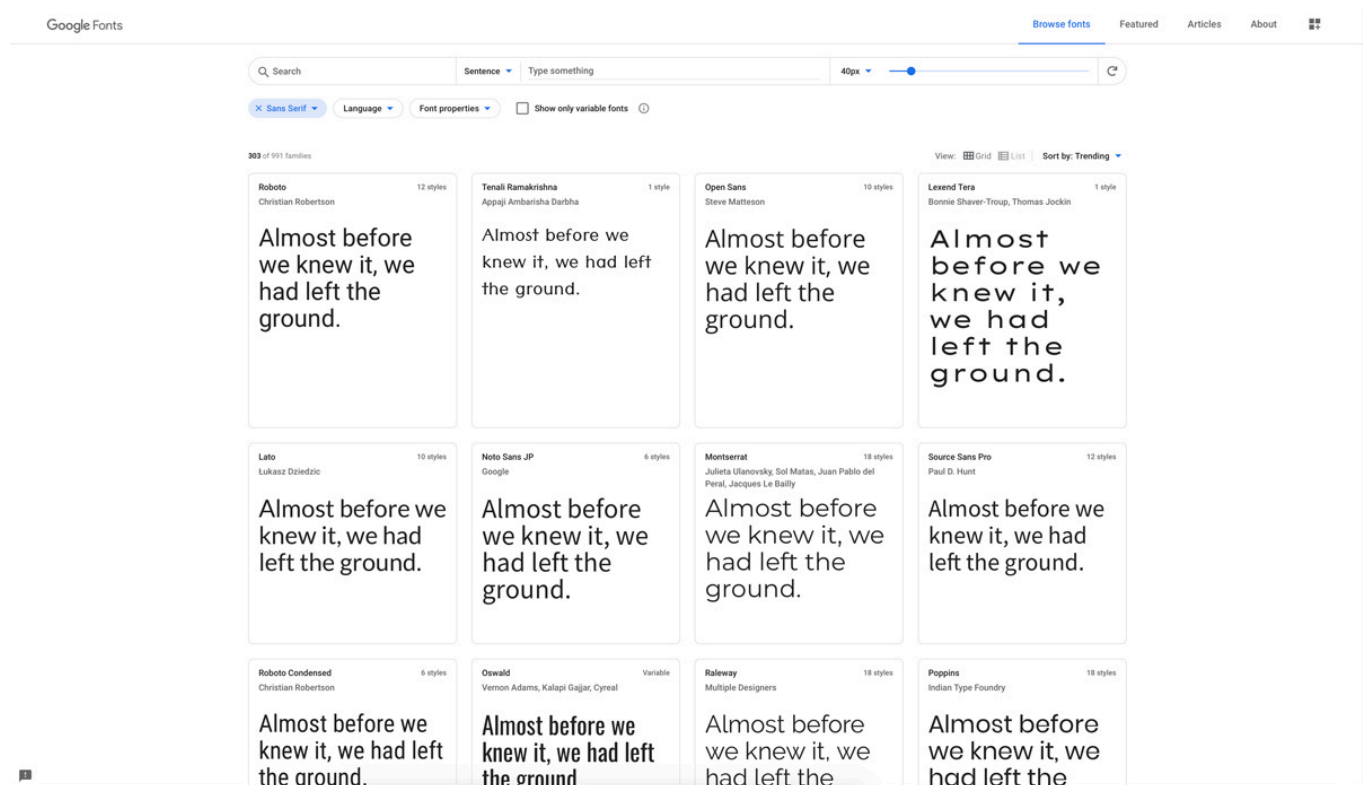 Google Fonts
Browse fonts
Featured
Articles
About
Search
Sentence
Type something
40px
Sans Serif
Language
Font properties
Show only variable fonts
303 of 991 families
View:
Grid
List
Sort by: Trending
Roboto
12 styles
Christian Robertson
Almost before
we knew it, we
had left the
ground.
Tenali Ramakrishna
1 style
Appaji Ambarisha Darbha
Almost before we
knew it, we had left
the ground.
Open Sans
10 styles
Steve Matteson
Almost before
we knew it, we
had left the
ground.
Lexend Tera
1 style
Bonnie Shaver-Troup, Thomas Jockin
Almost
before we
knew it,
we had
left the
ground.
Lato
10 styles
Łukasz Dziedzic
Almost before we
knew it, we had
left the ground.
Noto Sans JP
6 styles
Google
Almost before
we knew it, we
had left the
ground.
Montserrat
18 styles
Julieta Ulanovsky, Sol Matas, Juan Pablo del
Peral, Jacques Le Bailly
Almost before
we knew it, we
had left the
ground.
Source Sans Pro
12 styles
Paul D. Hunt
Almost before we
knew it, we had
left the ground.
Roboto Condensed
6 styles
Christian Robertson
Almost before we
knew it, we had left
the ground.
Oswald
Variable
Vernon Adams, Kalapi Gajjar, Cyreal
Almost before we
knew it, we had left
the ground
Raleway
18 styles
Multiple Designers
Almost before
we knew it, we
had left the
Poppins
18 styles
Indian Type Foundry
Almost before
we knew it, we
had left the